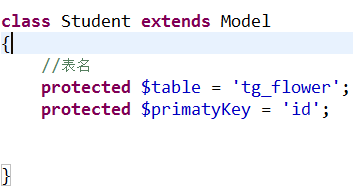 class Student extends Model
{
//表名
protected $table = 'tg_flower';
protected $primatyKey = 'id';
}